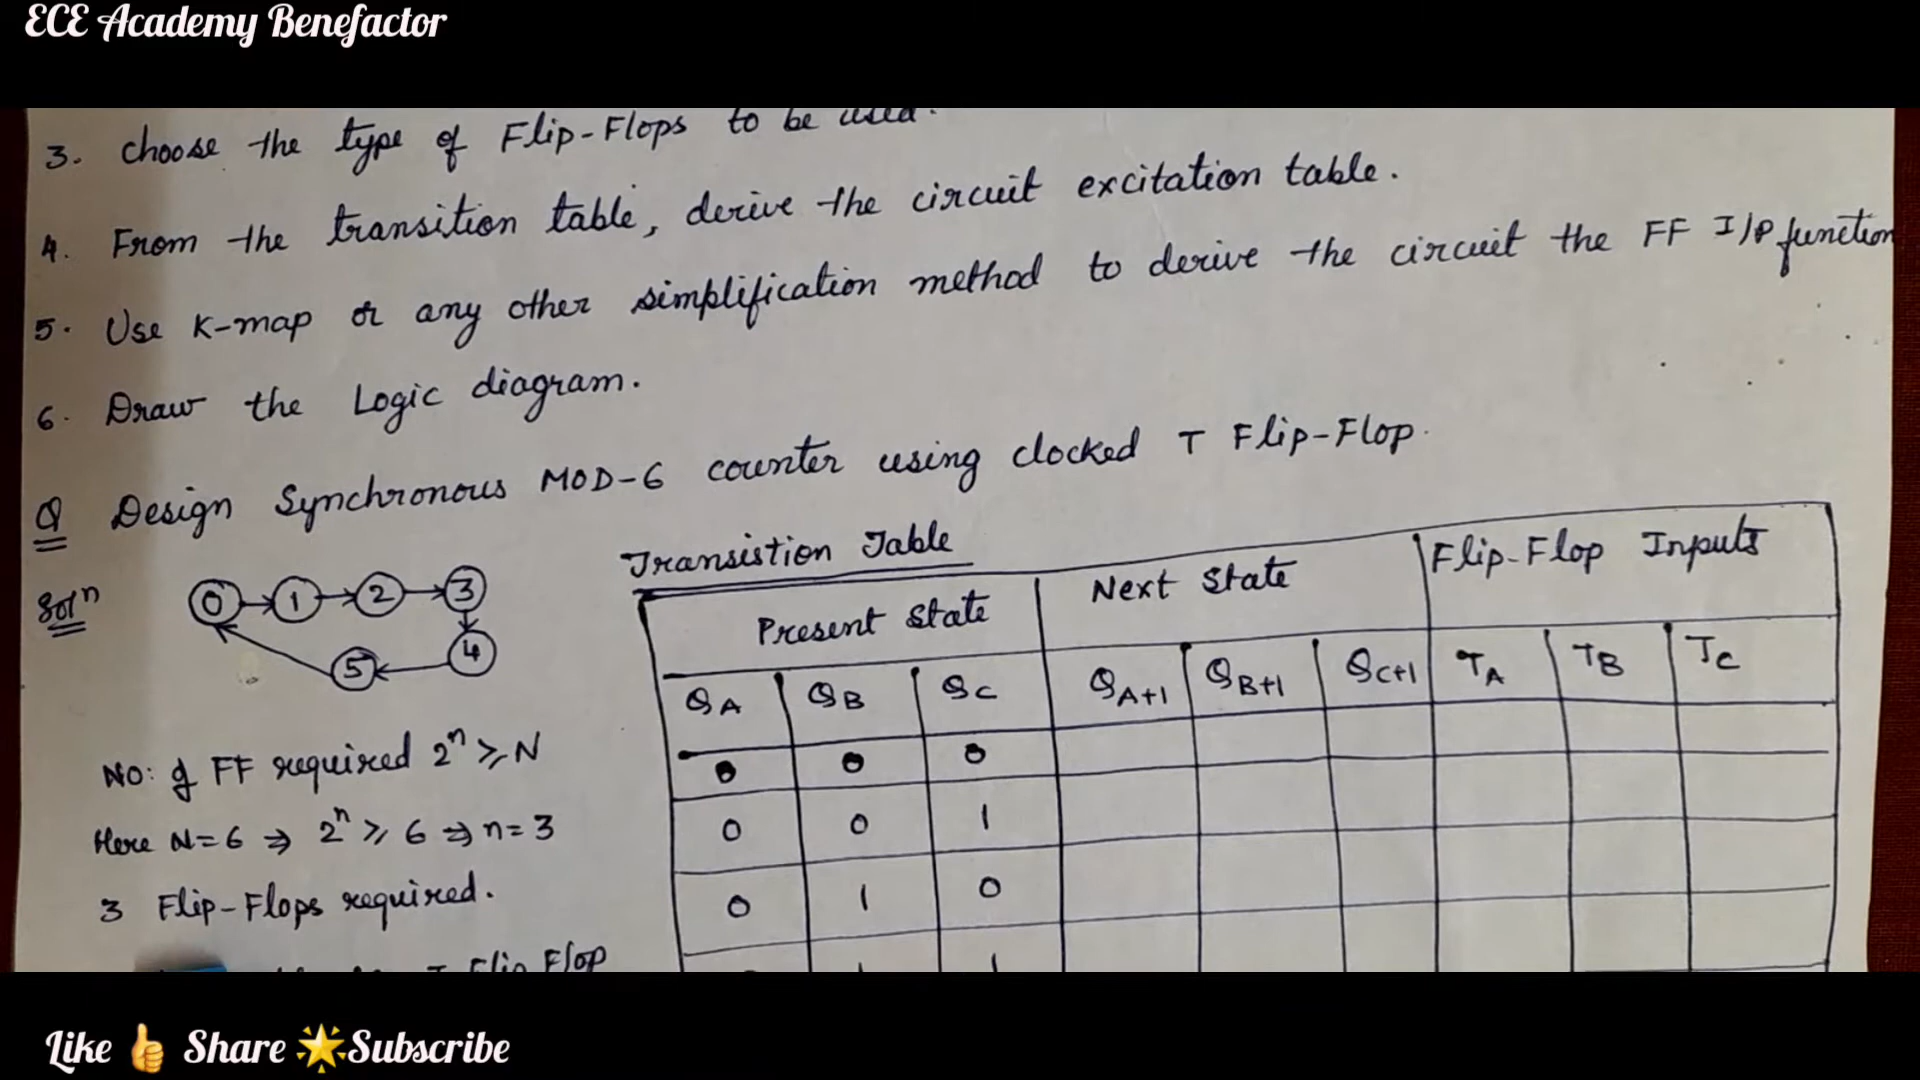 ECE Academy Benefactor
3. choose the type of Flip-Flops to be used.
4. From the transition table, derive the circuit excitation table.
5. Use K-map or any other simplification method to derive the circuit the FF I/P function
6. Draw the Logic diagram.
Q Design Synchronous MOD-6 counter using clocked T Flip-Flop.
Soln
0 1 2 3
5 4
Transistion Table
Present State Next State Flip-Flop Inputs
QA QB QC QA+1 QB+1 QC+1 TA TB TC
0 0 0
0 0 1
0 1 0
1 1
NO: of FF required 2ⁿ ≥ N
Here N=6 ⇒ 2ⁿ ≥ 6 ⇒ n=3
3 Flip-Flops required.
T Flip Flop
Like 👍 Share 🌟Subscribe